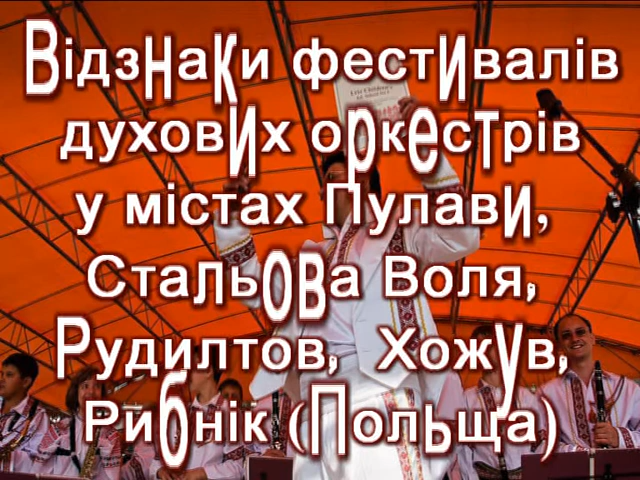 Відзнаки фестивалів
духових оркестрів
у містах Пулави,
Стальова Воля,
Рудилтов, Хожув,
Рибнік (Польща)